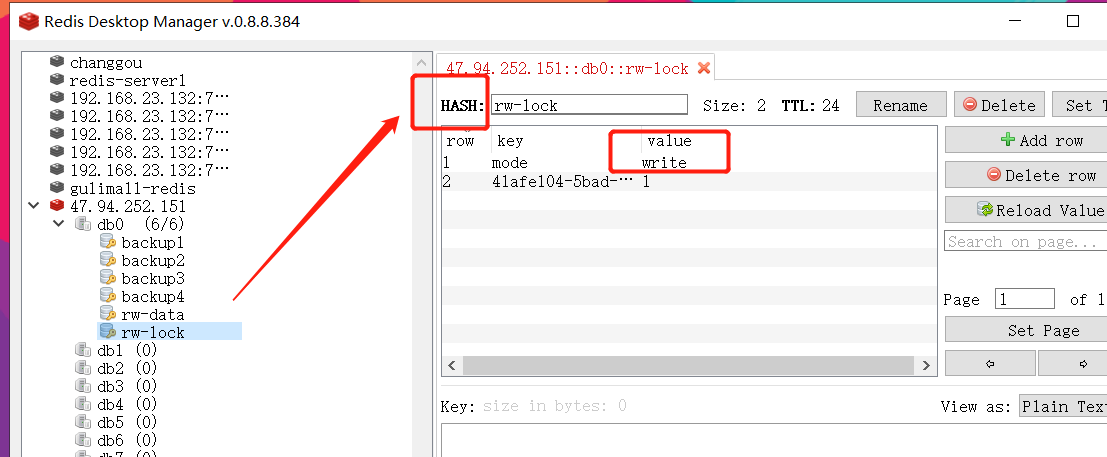 Redis Desktop Manager v.0.8.8.384
changgou
redis-server1
192.168.23.132:7···
192.168.23.132:7···
192.168.23.132:7···
192.168.23.132:7···
192.168.23.132:7···
192.168.23.132:7···
gulimall-redis
47.94.252.151
db0 (6/6)
backup1
backup2
backup3
backup4
rw-data
rw-lock
db1 (0)
db2 (0)
db3 (0)
db4 (0)
db5 (0)
db6 (0)
47.94.252.151::db0::rw-lock
HASH: rw-lock Size: 2 TTL: 24 Rename Delete Set T
row key value
1 mode write
2 41afe104-5bad-··· 1
Add row
Delete row
Reload Value
Search on page...
Page 1 of 1
Set Page
Key: size in bytes: 0 View as: Plain Text